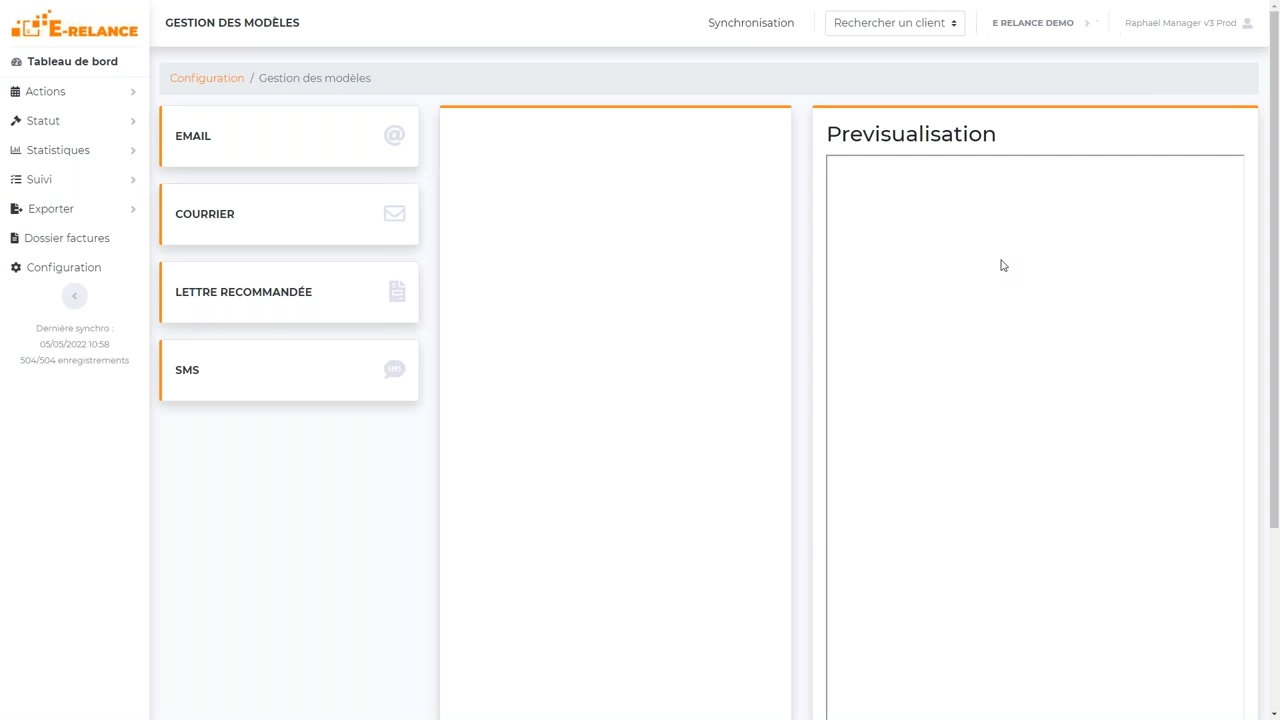 E-RELANCE
GESTION DES MODÈLES
Synchronisation
Rechercher un client
E RELANCE DEMO
Raphaël Manager v3 Prod
Tableau de bord
Actions
Statut
Statistiques
Suivi
Exporter
Dossier factures
Configuration
Dernière synchro :
05/05/2022 10:58
504/504 enregistrements
Configuration / Gestion des modèles
EMAIL
COURRIER
LETTRE RECOMMANDÉE
SMS
SMS
Previsualisation